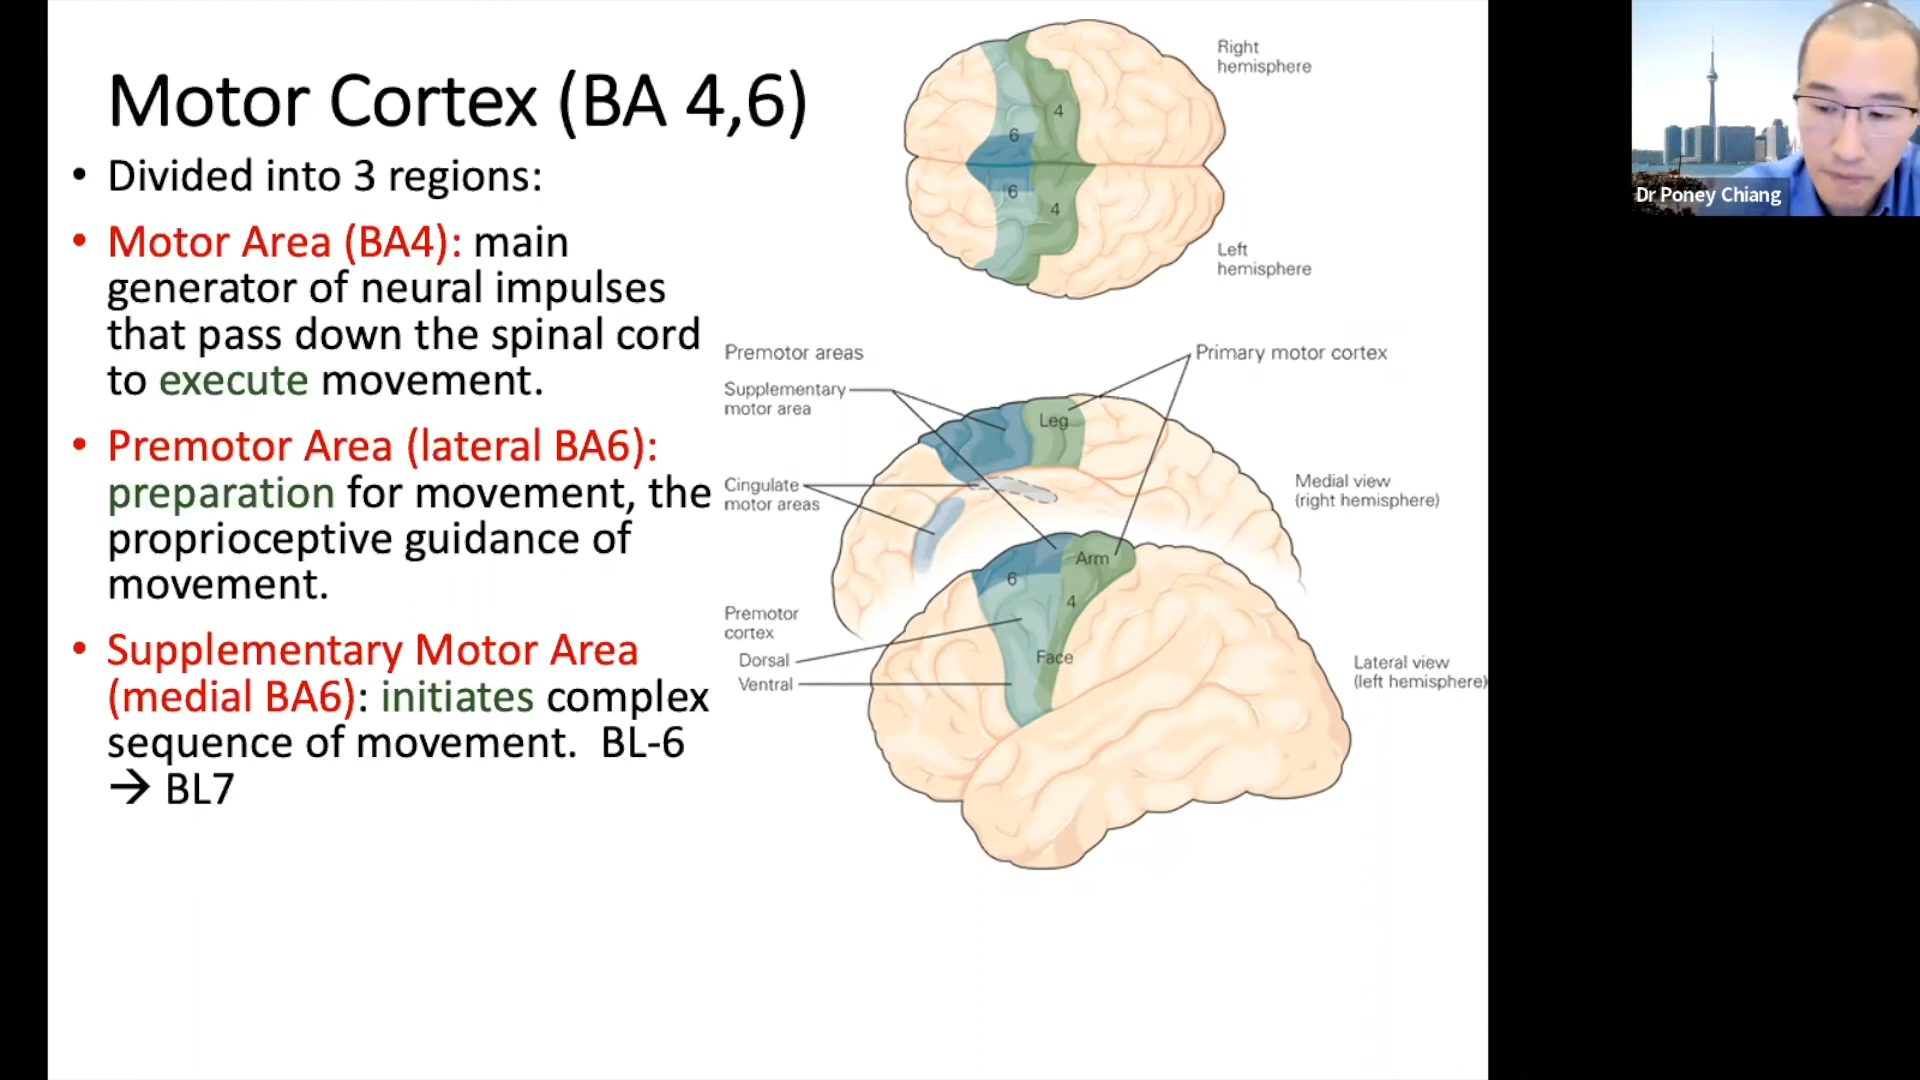 Motor Cortex (BA 4,6)
• Divided into 3 regions:
• Motor Area (BA4): main
generator of neural impulses
that pass down the spinal cord
to execute movement.
• Premotor Area (lateral BA6):
preparation for movement, the
proprioceptive guidance of
movement.
• Supplementary Motor Area
(medial BA6): initiates complex
sequence of movement.  BL-6
→ BL7
Right
hemisphere
4
6
6
4
Left
hemisphere
Premotor areas
Primary motor cortex
Supplementary
motor area
Leg
Cingulate
motor areas
Medial view
(right hemisphere)
Arm
6
4
Premotor
cortex
Dorsal
Ventral
Face
Lateral view
(left hemisphere)
Dr Poney Chiang